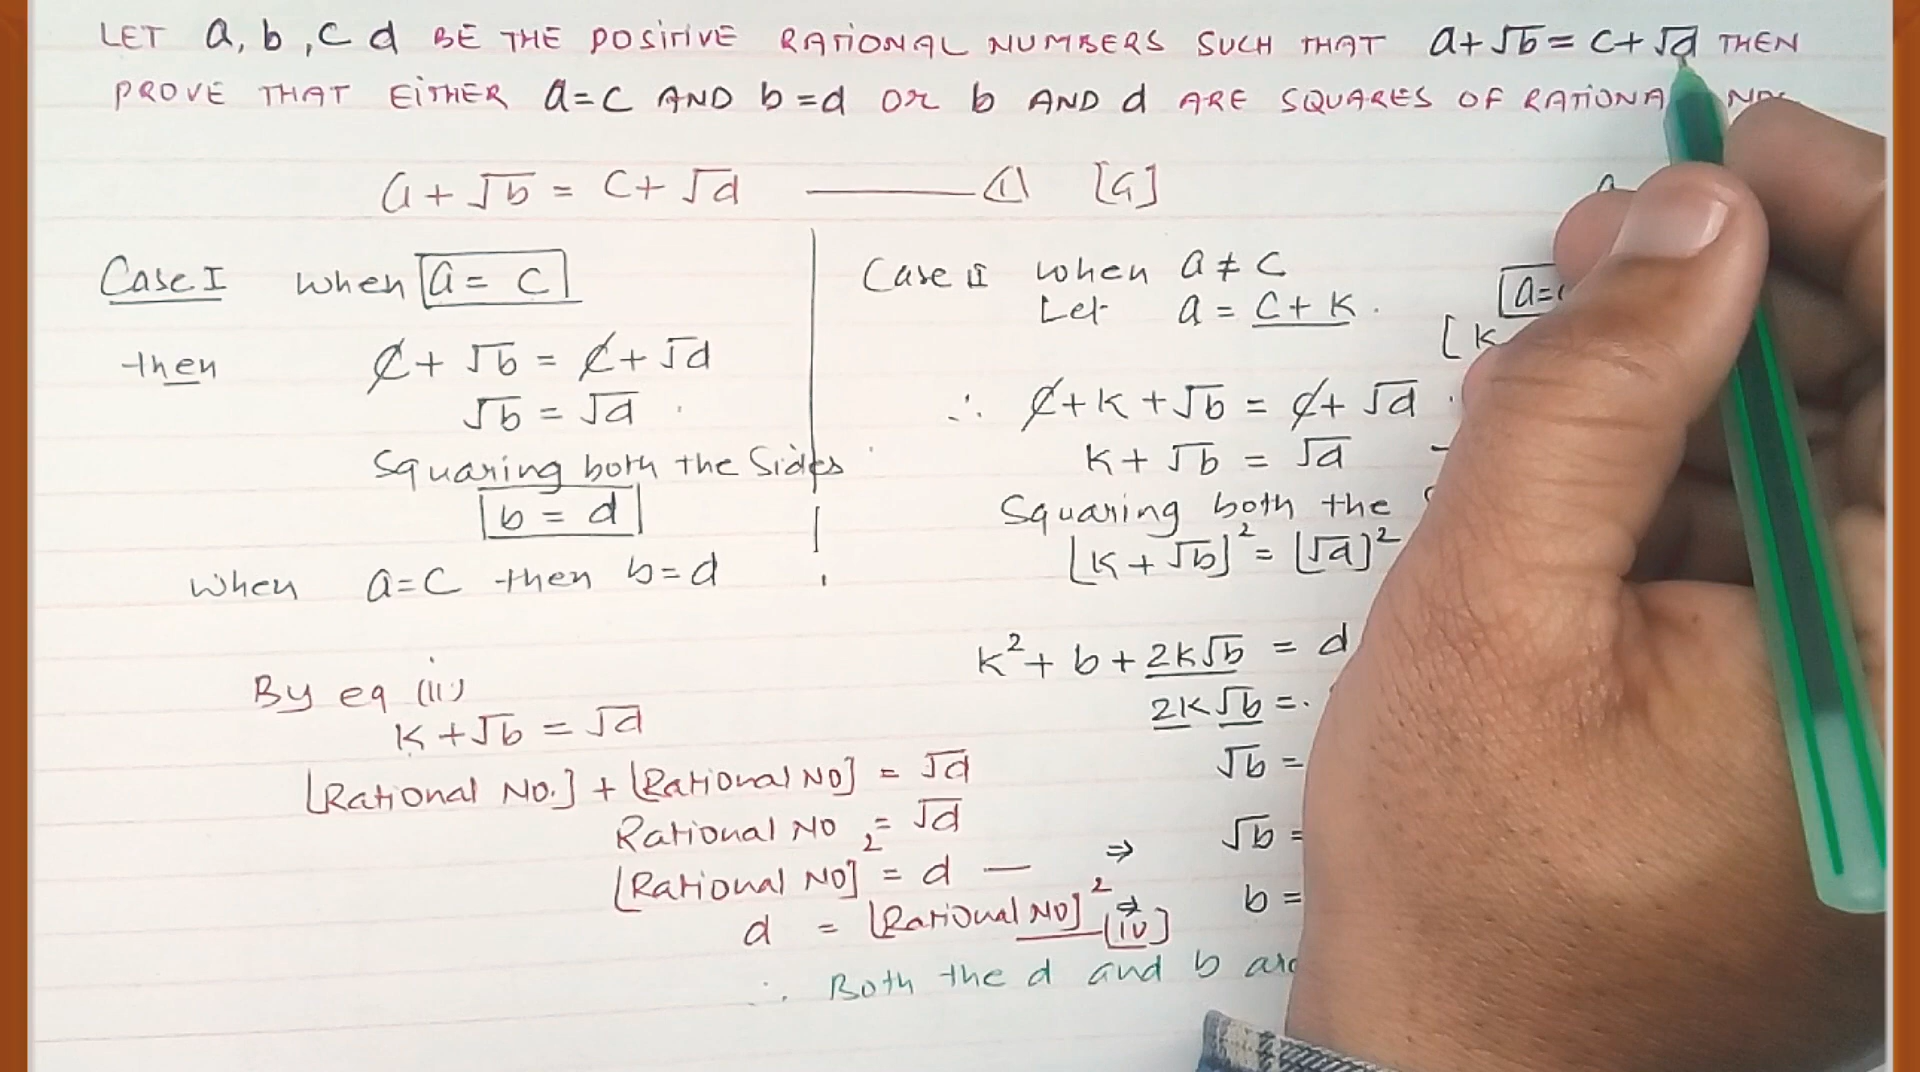 LET a, b, c d BE THE POSITIVE RATIONAL NUMBERS SUCH THAT a+√b = c+√d THEN
PROVE THAT EITHER a=c AND b=d OR b AND d ARE SQUARES OF RATIONA
a + √b = c + √d — (1) [G]
Case I when a = c
then c + √b = c + √d
√b = √d
Squaring both the Sides
b = d
when a=c then b=d
By eq (ii)
k + √b = √d
[Rational No.] + [Rational No] = √d
Rational No = √d
[Rational No]² = d —
d = [Rational No]² ⇒ [iv]
∴ Both the d and b are
Case II when a ≠ c
Let a = c + k.
a=c
[k
∴ c + k + √b = c + √d
k + √b = √d
Squaring both the
[k + √b]² = [√d]²
k² + b + 2k√b = d
2k√b =
√b =
⇒ √b =
⇒ b =